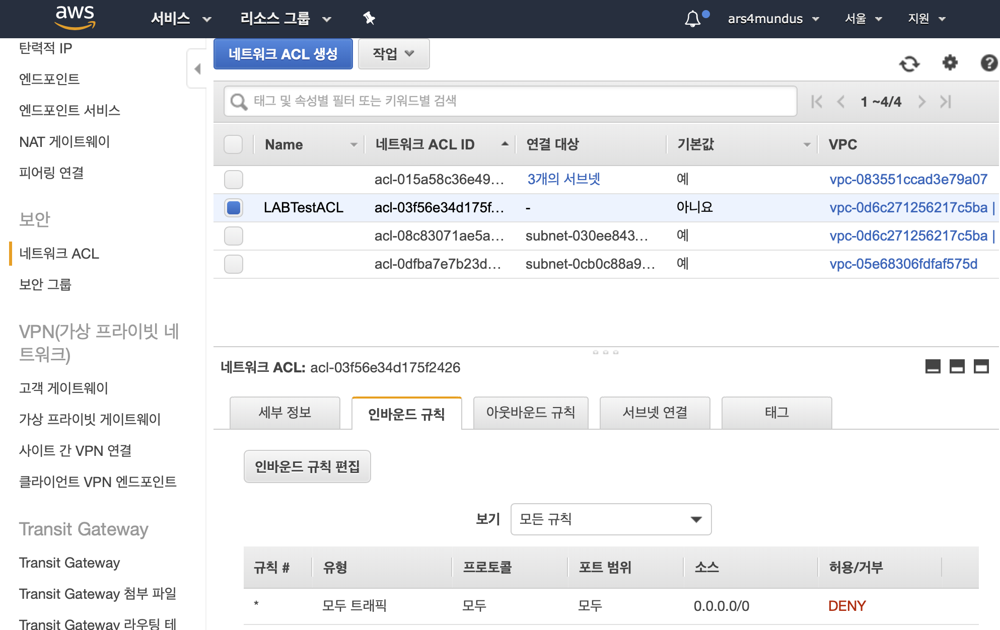 aws
서비스
리소스 그룹
ars4mundus
서울
지원
탄력적 IP
엔드포인트
엔드포인트 서비스
NAT 게이트웨이
피어링 연결
보안
네트워크 ACL
보안 그룹
VPN(가상 프라이빗 네
트워크)
고객 게이트웨이
가상 프라이빗 게이트웨이
사이트 간 VPN 연결
클라이언트 VPN 엔드포인트
Transit Gateway
Transit Gateway
Transit Gateway 첨부 파일
Transit Gateway 라우팅 테
네트워크 ACL 생성
작업
태그 및 속성별 필터 또는 키워드별 검색
1 ~4/4
Name 네트워크 ACL ID 연결 대상 기본값 VPC
acl-015a58c36e49... 3개의 서브넷 예 vpc-083551ccad3e79a07
LABTestACL acl-03f56e34d175f... - 아니요 vpc-0d6c271256217c5ba |
acl-08c83071ae5a... subnet-030ee843... 예 vpc-0d6c271256217c5ba |
acl-0dfba7e7b23d... subnet-0cb0c88a9... 예 vpc-05e68306fdfaf575d
네트워크 ACL: acl-03f56e34d175f2426
세부 정보
인바운드 규칙
아웃바운드 규칙
서브넷 연결
태그
인바운드 규칙 편집
보기 모든 규칙
규칙 # 유형 프로토콜 포트 범위 소스 허용/거부
* 모두 트래픽 모두 모두 0.0.0.0/0 DENY